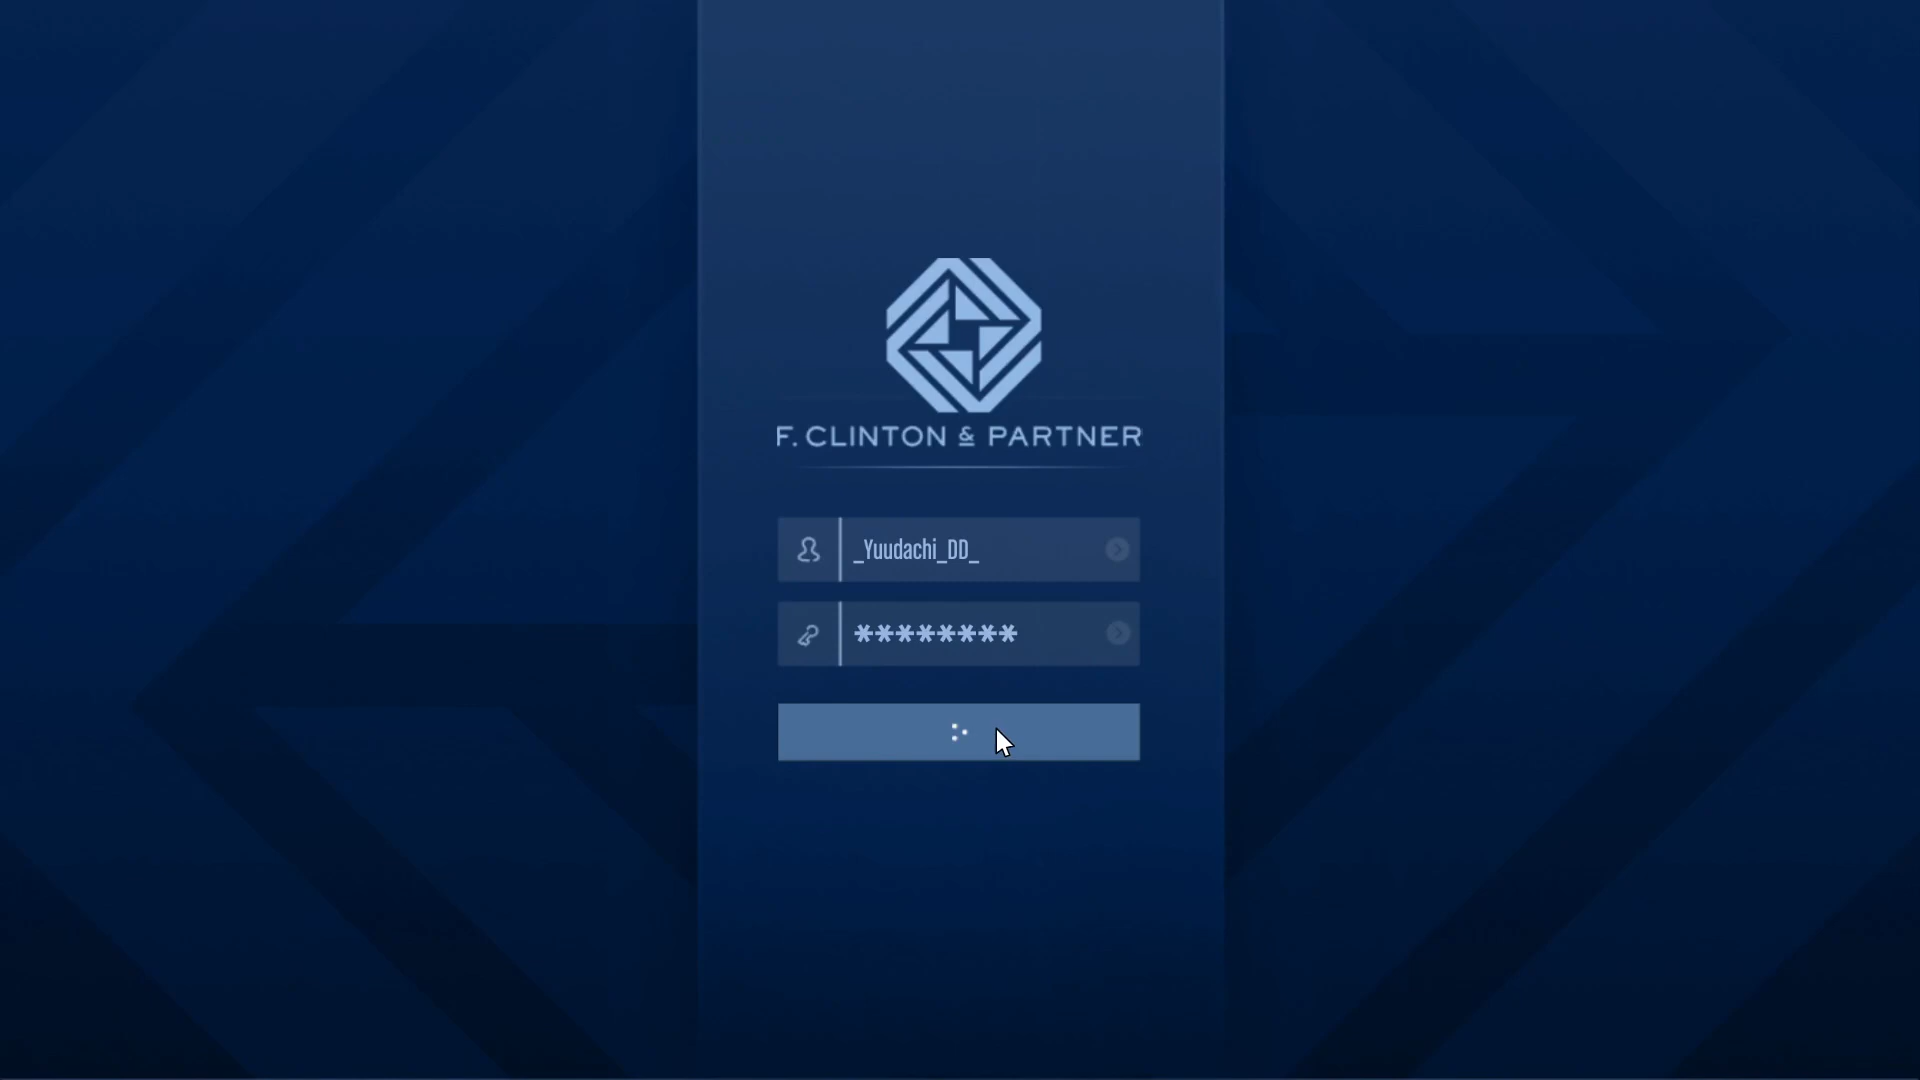 F. CLINTON & PARTNER
_Yuudachi_DD_
********